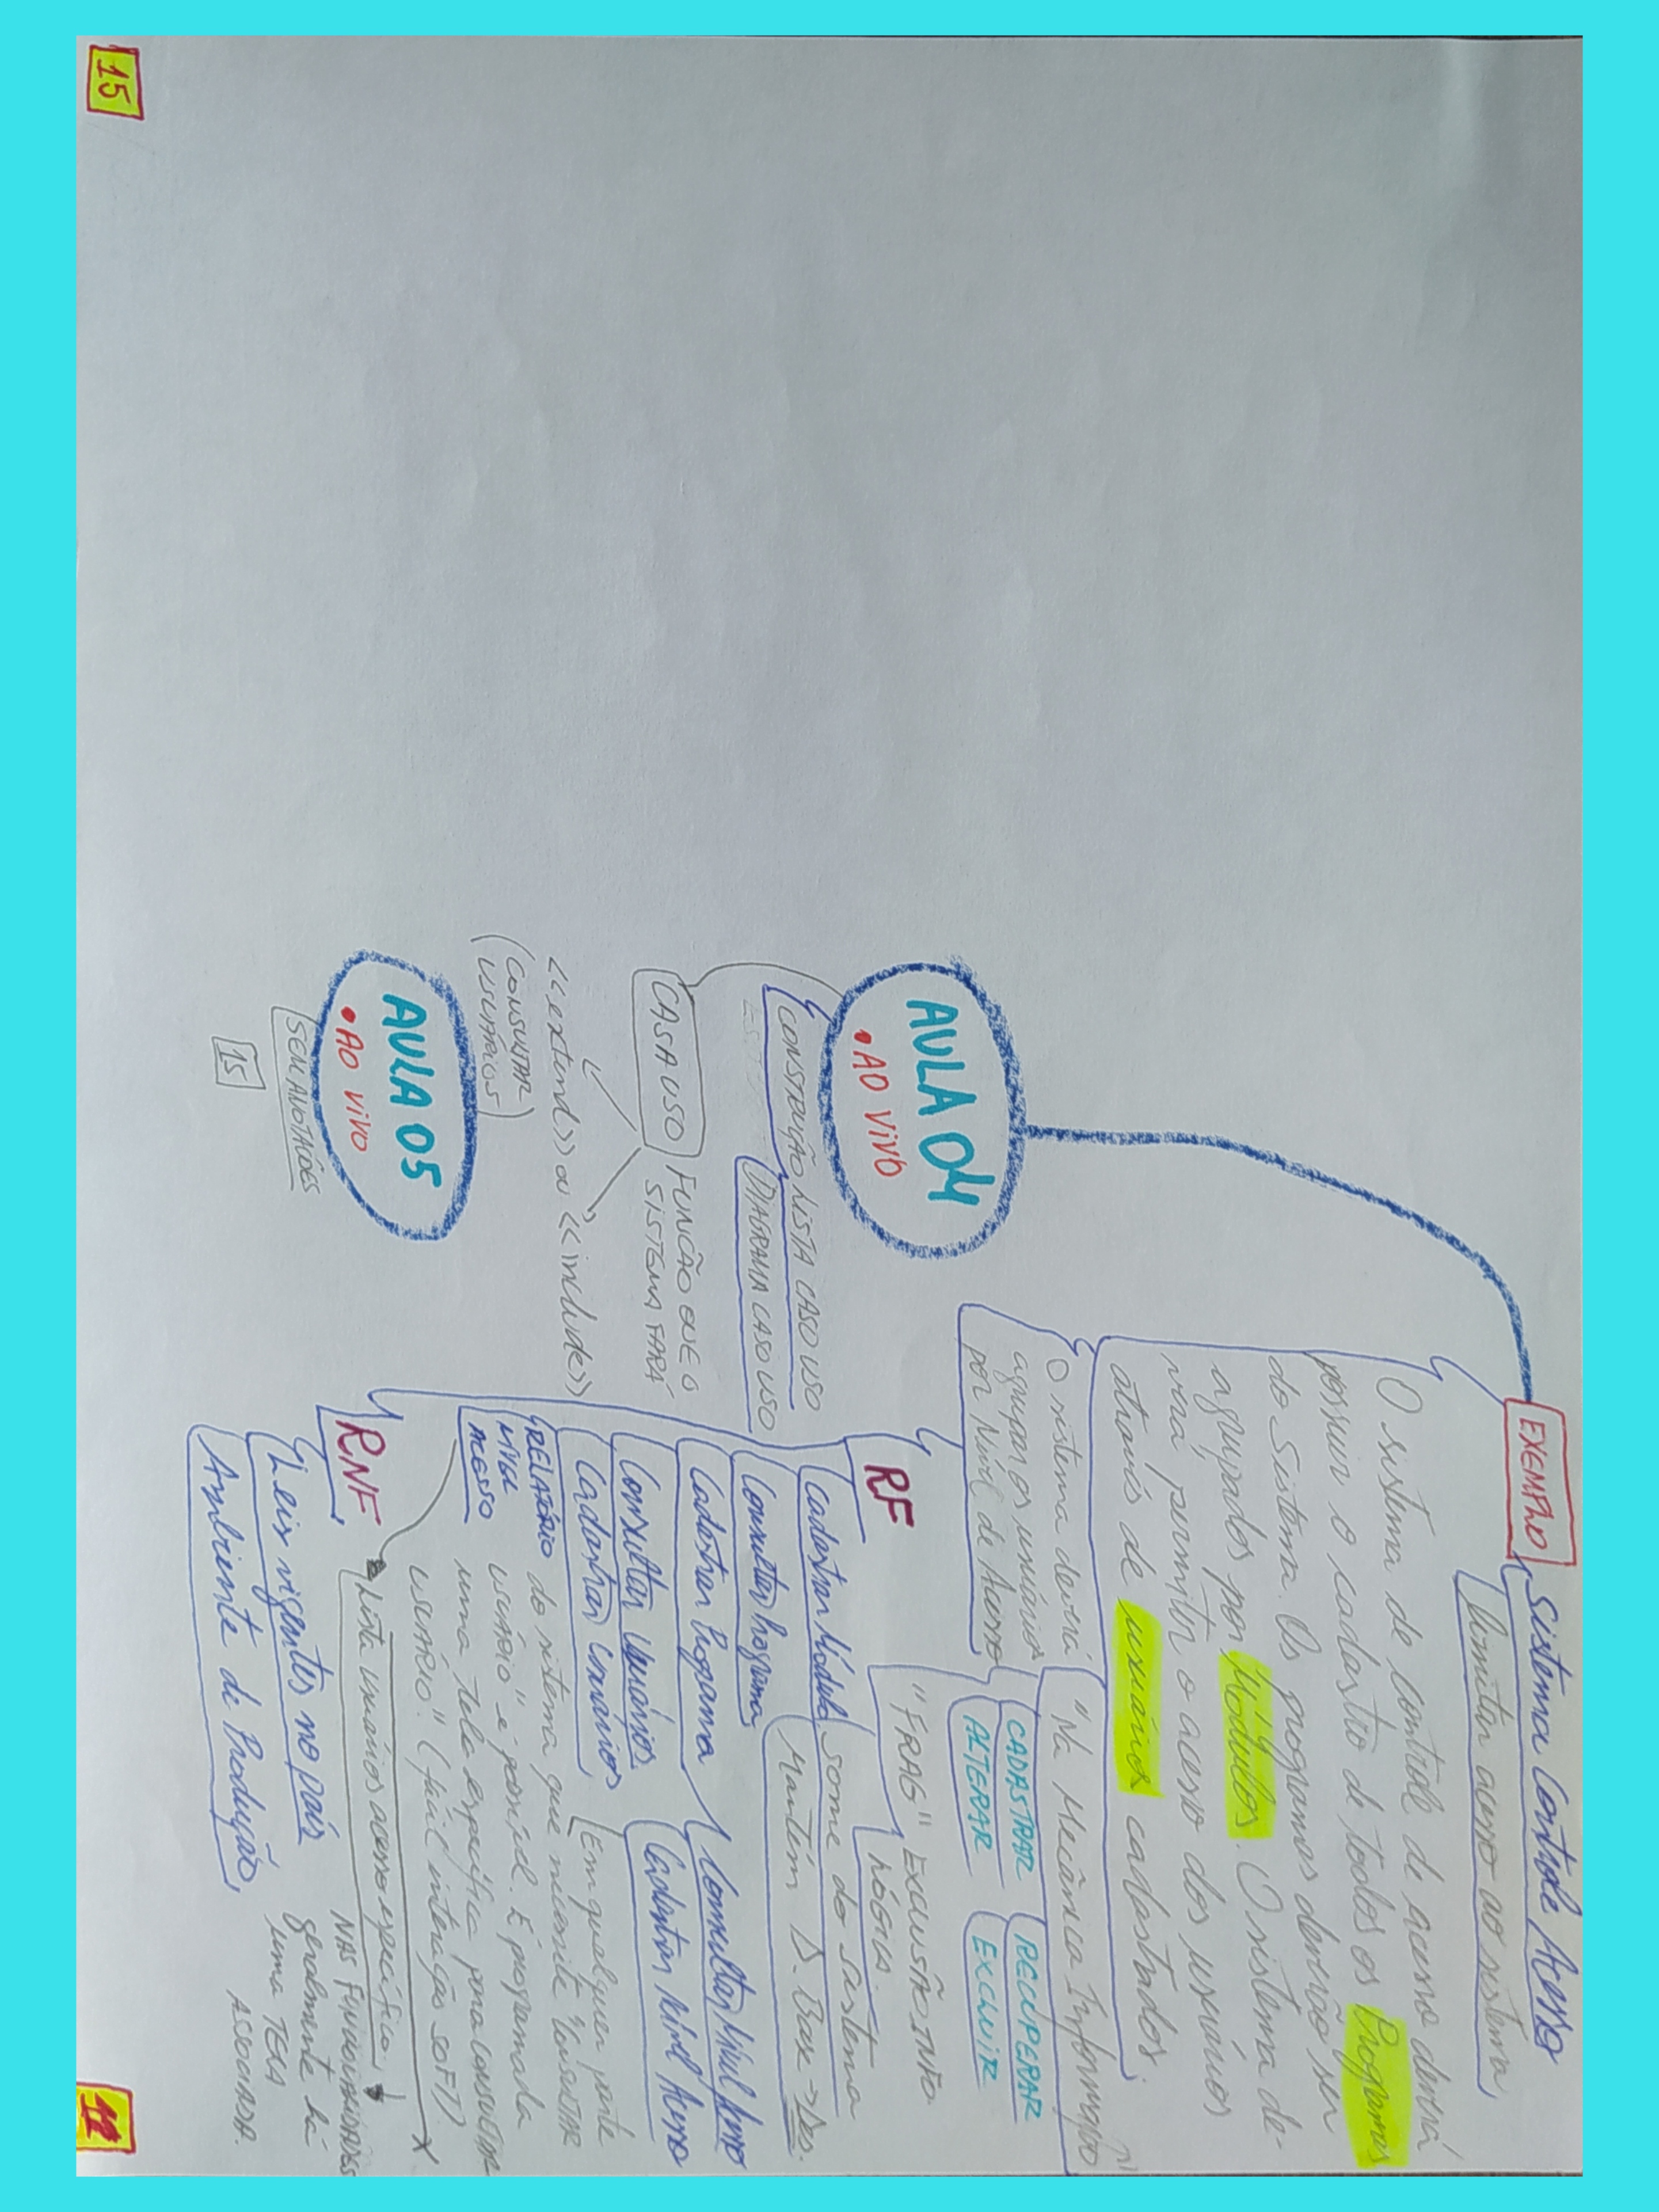 EXEMPLO
Sistema Controle Acesso
limitar acesso ao sistema
O sistema de controle de acesso deverá
possuir o cadastro de todos os Programas
do Sistema. Os programas deverão ser
agrupados por Módulos. O sistema de-
verá permitir o acesso dos usuários
através de usuários cadastrados.
O sistema deverá
agrupar os usuários
por Nível de Acesso
"Na Mecânica Informação"
CADASTRAR
RECUPERAR
ALTERAR
EXCLUIR
"FRAG" EXCLUSÃO INFO.
LÓGICA.
some do Sistema
Mantém D. Base -> Des.
AULA 04
• AO VIVO
CONSTRUÇÃO LISTA CASO USO
DIAGRAMA CASO USO
CASA USO
FUNCÃO QUE O
SISTEMA FARÁ
<<extend>> ou <<include>>
(CONSULTAR
USUÁRIOS)
RF
Cadastrar Módulo
Consultar Programa
Cadastrar Programa
Consultar Usuários
Cadastrar Usuários
RELATÓRIO
NÍVEL
ACESSO
Consultar Nível Acesso
Cadastrar Nível Acesso
Em qualquer parte
do sistema que necessite "CONSULTAR
USUÁRIO" é possível. É programada
uma tela específica para CONSULTAR
USUÁRIO". (fácil interação SOFT)
Lista Usuários acesso específico
NAS FUNCIONALIDADES
geralmente há
uma TELA
ASSOCIADA.
RNF
Leis vigentes no país
Ambiente de Produção
AULA 05
• AO VIVO
SEM ANOTAÇÕES
15
15